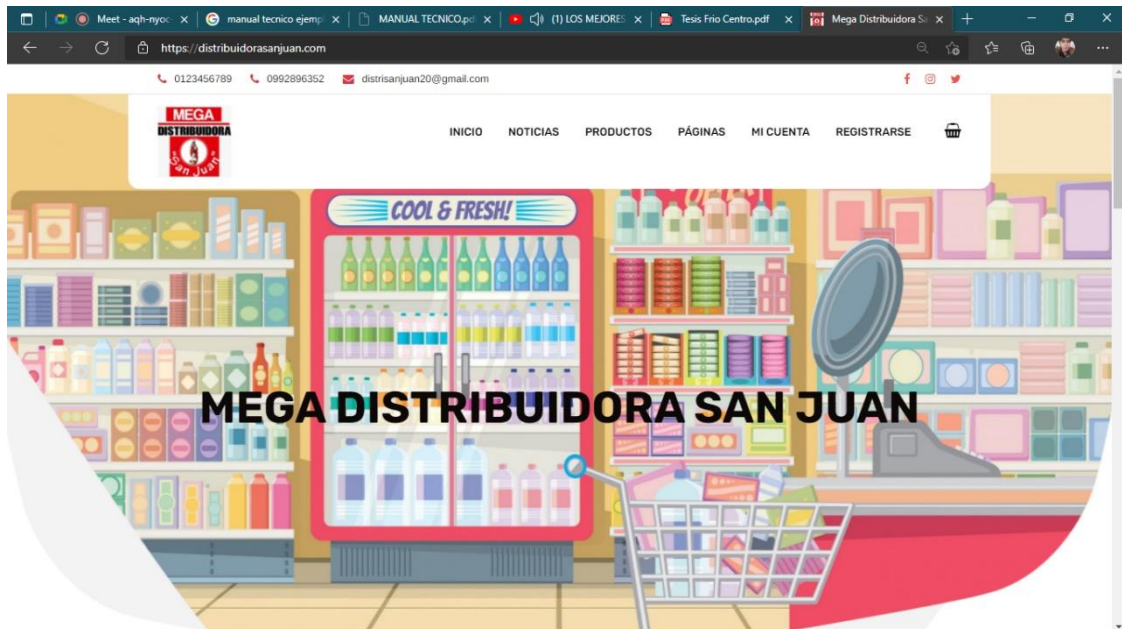 Meet - aqh-nyoc-
manual tecnico ejemp
MANUAL TECNICO.pd
(1) LOS MEJORES
Tesis Frio Centro.pdf
Mega Distribuidora Sa
https://distribuidorasanjuan.com
0123456789 0992896352 distrisanjuan20@gmail.com
MEGA
DISTRIBUIDORA
"San Juan"
INICIO NOTICIAS PRODUCTOS PÁGINAS MI CUENTA REGISTRARSE
COOL & FRESH!
MEGA DISTRIBUIDORA SAN JUAN